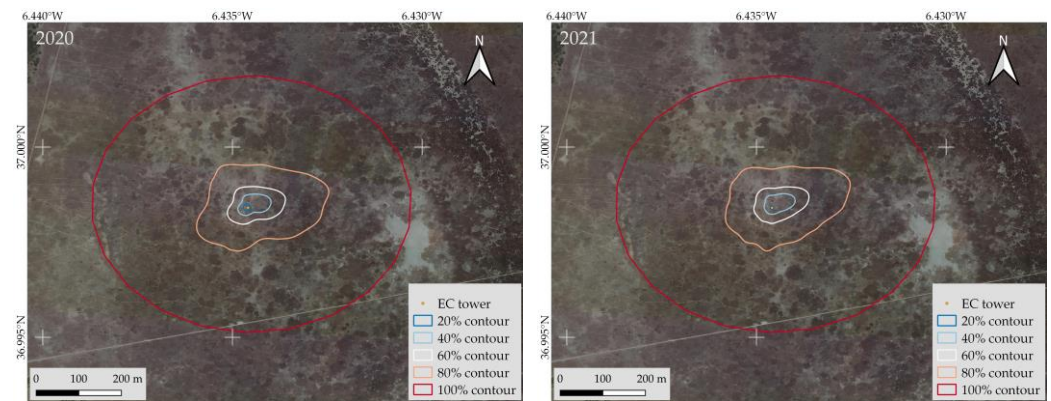 6.440°W 6.435°W 6.430°W
2020
N
37.000°N
36.995°N
EC tower
20% contour
40% contour
60% contour
80% contour
100% contour
0 100 200 m
6.440°W 6.435°W 6.430°W
2021
N
37.000°N
36.995°N
EC tower
20% contour
40% contour
60% contour
80% contour
100% contour
0 100 200 m